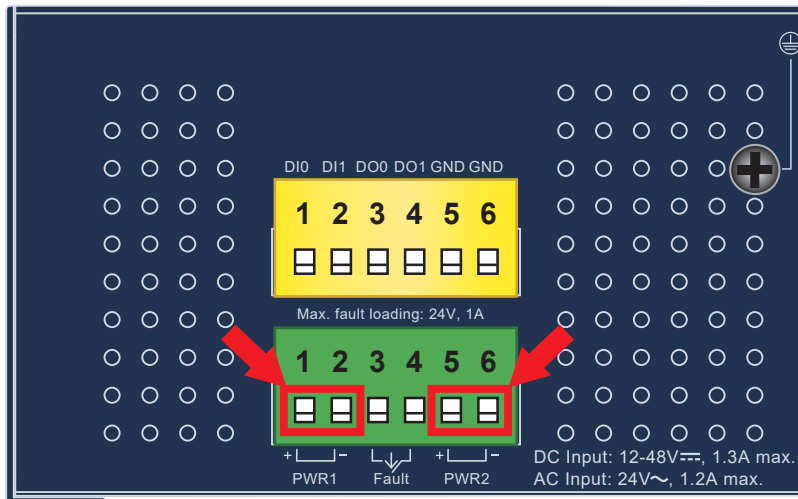 DI0 DI1 DO0 DO1 GND GND
1 2 3 4 5 6
Max. fault loading: 24V, 1A
1 2 3 4 5 6
+ - + -
PWR1 Fault PWR2
DC Input: 12-48V⎓, 1.3A max.
AC Input: 24V~, 1.2A max.